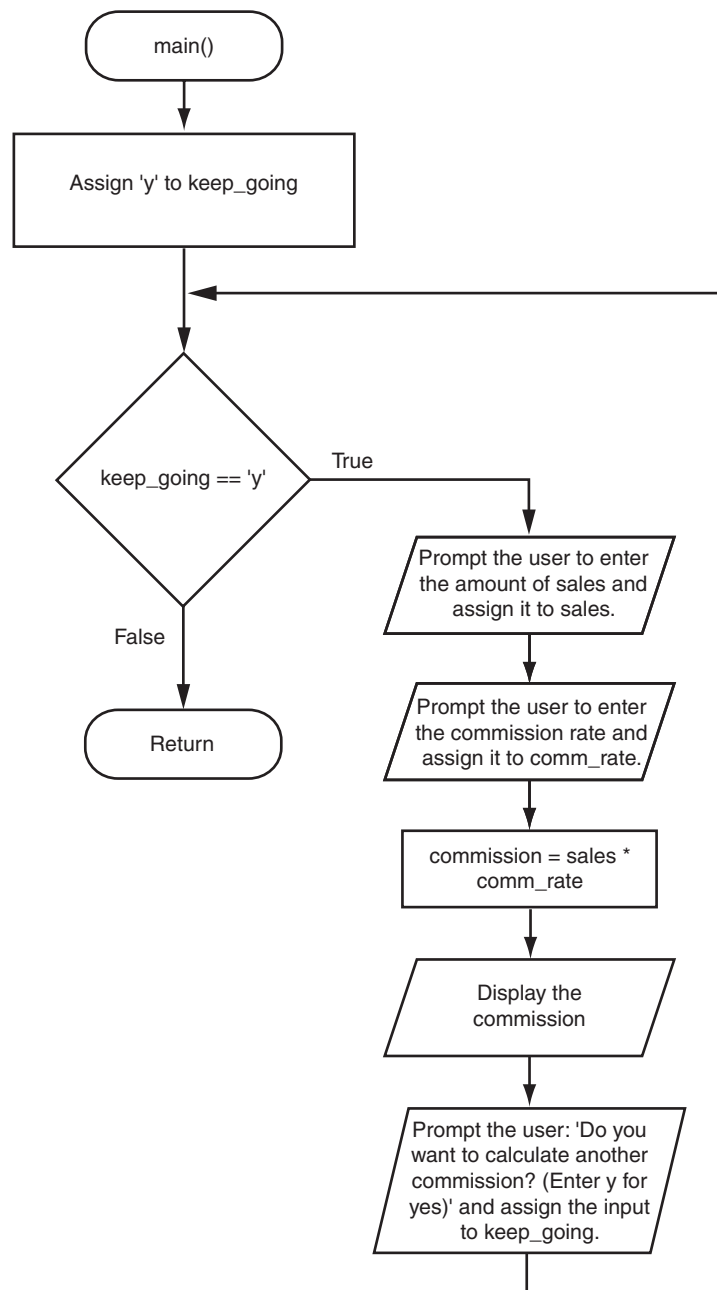 main()
Assign 'y' to keep_going
keep_going == 'y'
True
False
Return
Prompt the user to enter
the amount of sales and
assign it to sales.
Prompt the user to enter
the commission rate and
assign it to comm_rate.
commission = sales *
comm_rate
Display the
commission
Prompt the user: 'Do you
want to calculate another
commission? (Enter y for
yes)' and assign the input
to keep_going.